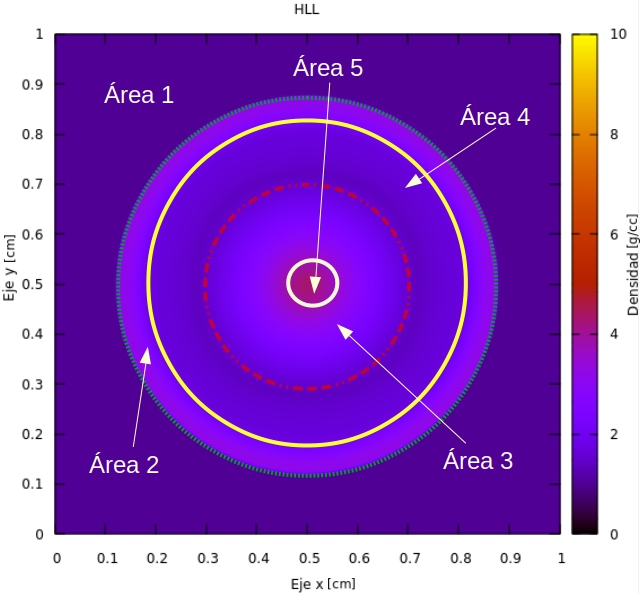 HLL
Área 1
Área 5
Área 4
Área 2
Área 3
1
0.9
0.8
0.7
0.6
0.5
0.4
0.3
0.2
0.1
0
Eje y [cm]
0 0.1 0.2 0.3 0.4 0.5 0.6 0.7 0.8 0.9 1
Eje x [cm]
10
8
6
4
2
0
Densidad [g/cc]